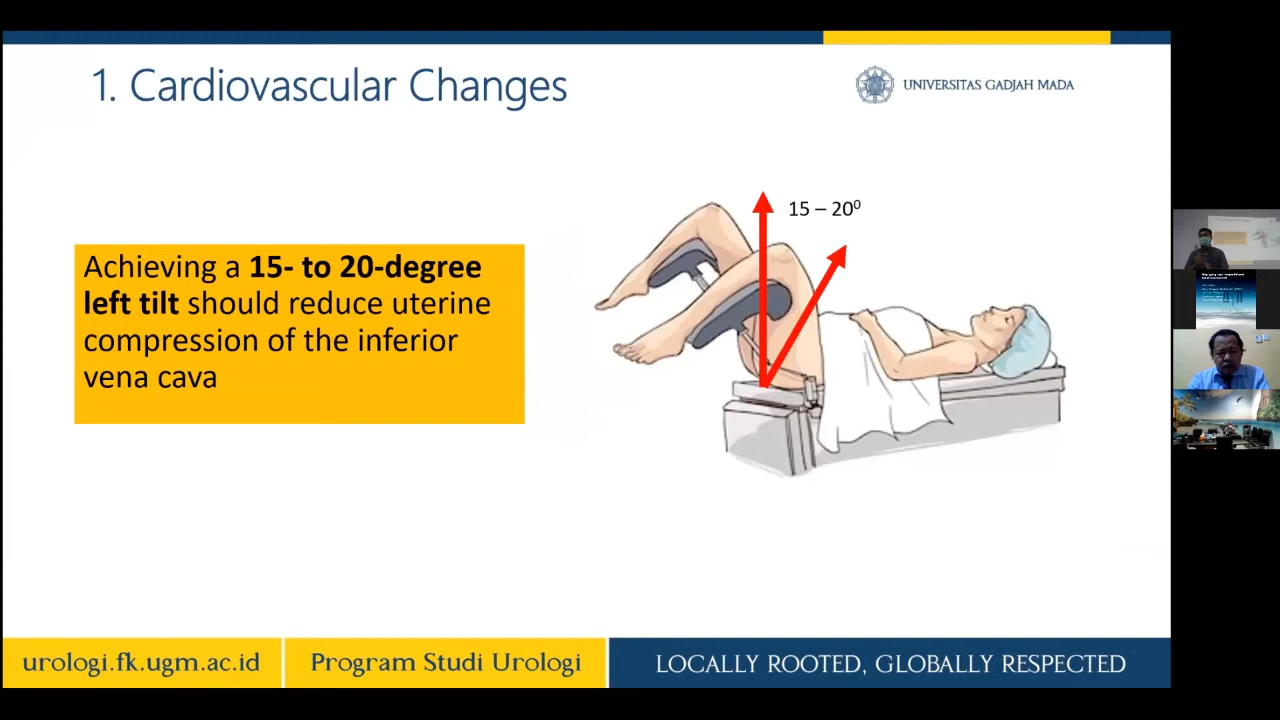 1. Cardiovascular Changes
UNIVERSITAS GADJAH MADA
15 – 20⁰
Achieving a 15- to 20-degree
left tilt should reduce uterine
compression of the inferior
vena cava
urologi.fk.ugm.ac.id
Program Studi Urologi
LOCALLY ROOTED, GLOBALLY RESPECTED